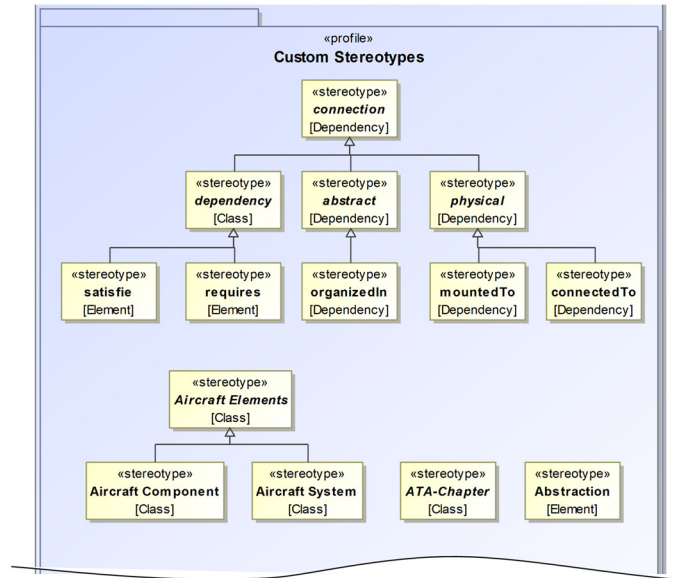 «profile»
Custom Stereotypes
«stereotype»
connection
[Dependency]
«stereotype»
dependency
[Class]
«stereotype»
abstract
[Dependency]
«stereotype»
physical
[Dependency]
«stereotype»
satisfie
[Element]
«stereotype»
requires
[Element]
«stereotype»
organizedIn
[Dependency]
«stereotype»
mountedTo
[Dependency]
«stereotype»
connectedTo
[Dependency]
«stereotype»
Aircraft Elements
[Class]
«stereotype»
Aircraft Component
[Class]
«stereotype»
Aircraft System
[Class]
«stereotype»
ATA-Chapter
[Class]
«stereotype»
Abstraction
[Element]